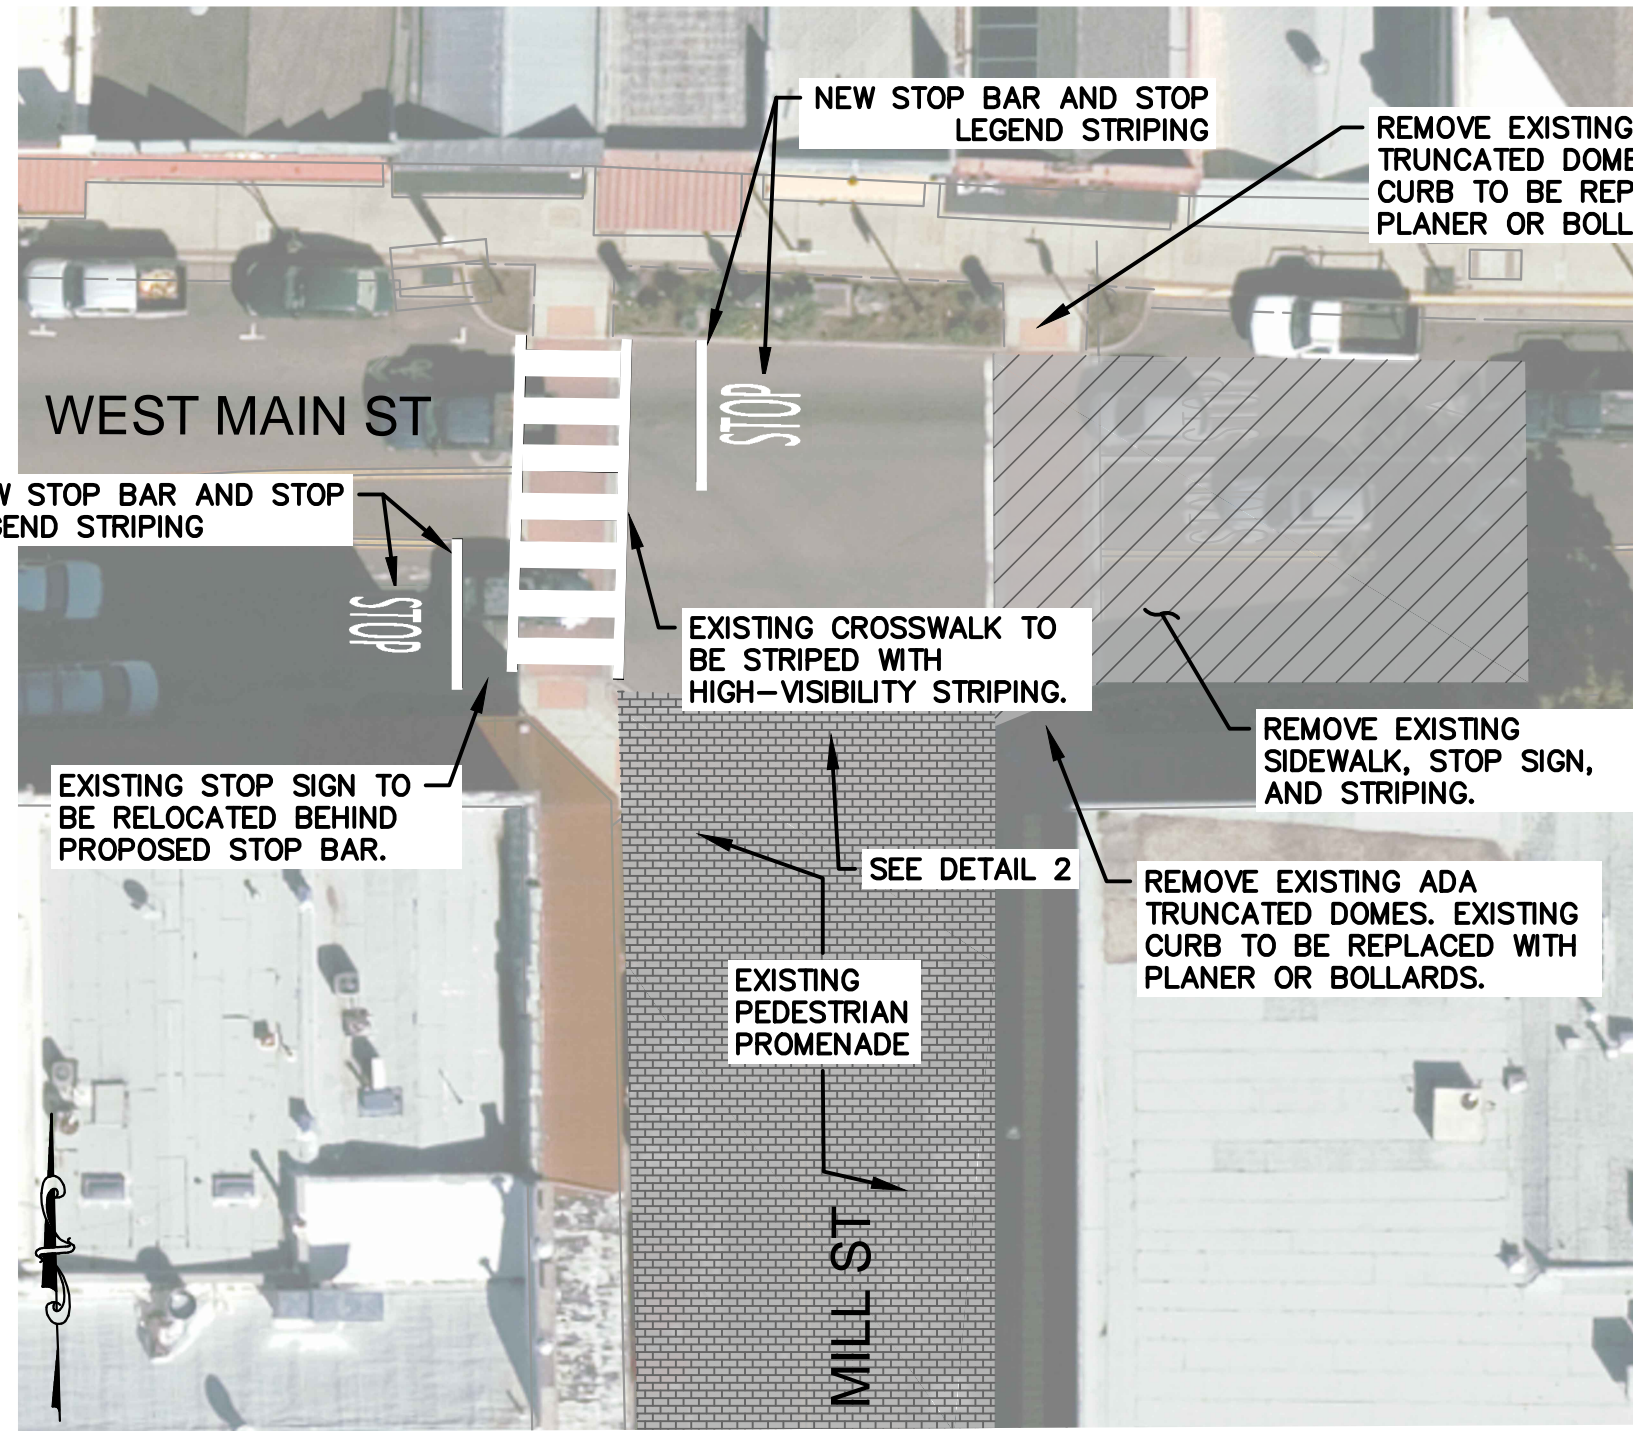 NEW STOP BAR AND STOP
LEGEND STRIPING
REMOVE EXISTING
TRUNCATED DOME
CURB TO BE REP
PLANER OR BOLL
STOP
WEST MAIN ST
STOP BAR AND STOP
END STRIPING
STOP
EXISTING CROSSWALK TO
BE STRIPED WITH
HIGH-VISIBILITY STRIPING.
REMOVE EXISTING
SIDEWALK, STOP SIGN,
AND STRIPING.
EXISTING STOP SIGN TO
BE RELOCATED BEHIND
PROPOSED STOP BAR.
SEE DETAIL 2
REMOVE EXISTING ADA
TRUNCATED DOMES. EXISTING
CURB TO BE REPLACED WITH
PLANER OR BOLLARDS.
EXISTING
PEDESTRIAN
PROMENADE
MILL ST